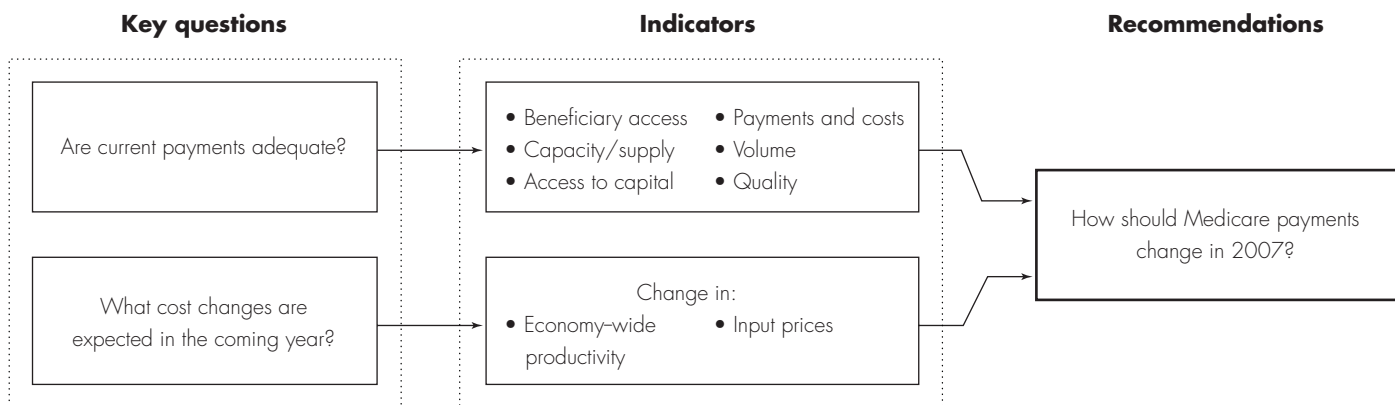 Key questions
Indicators
Recommendations
Are current payments adequate?
• Beneficiary access
• Capacity/supply
• Access to capital
• Payments and costs
• Volume
• Quality
What cost changes are
expected in the coming year?
Change in:
• Economy–wide
productivity
• Input prices
How should Medicare payments
change in 2007?